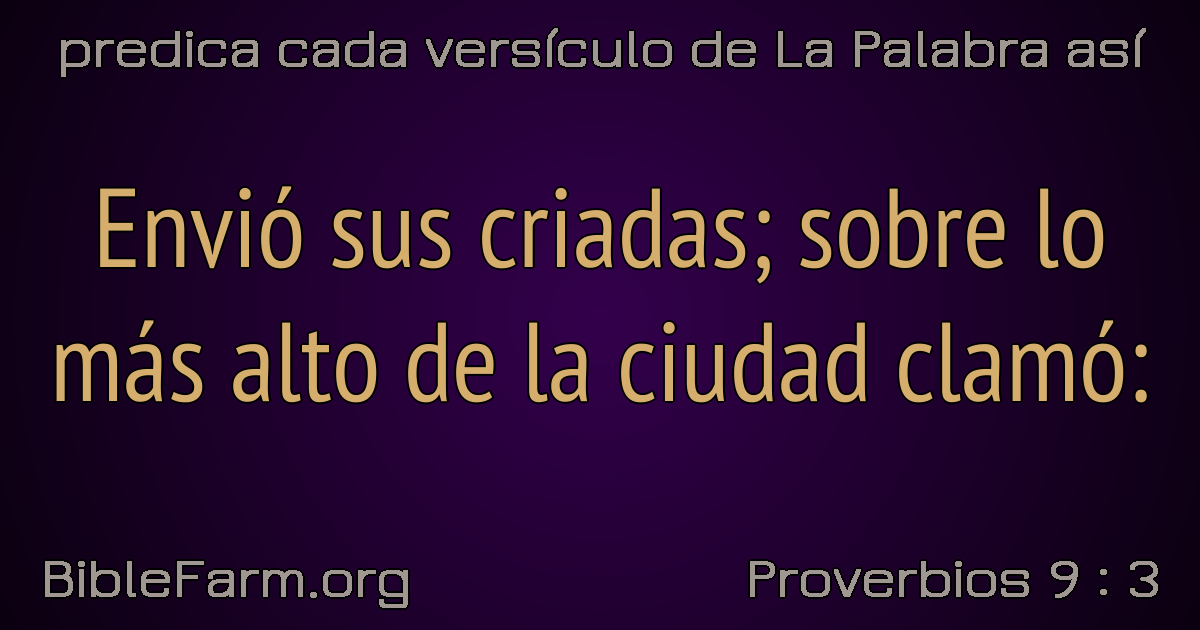 predica cada versículo de La Palabra así
Envió sus criadas; sobre lo
más alto de la ciudad clamó:
BibleFarm.org
Proverbios 9 : 3